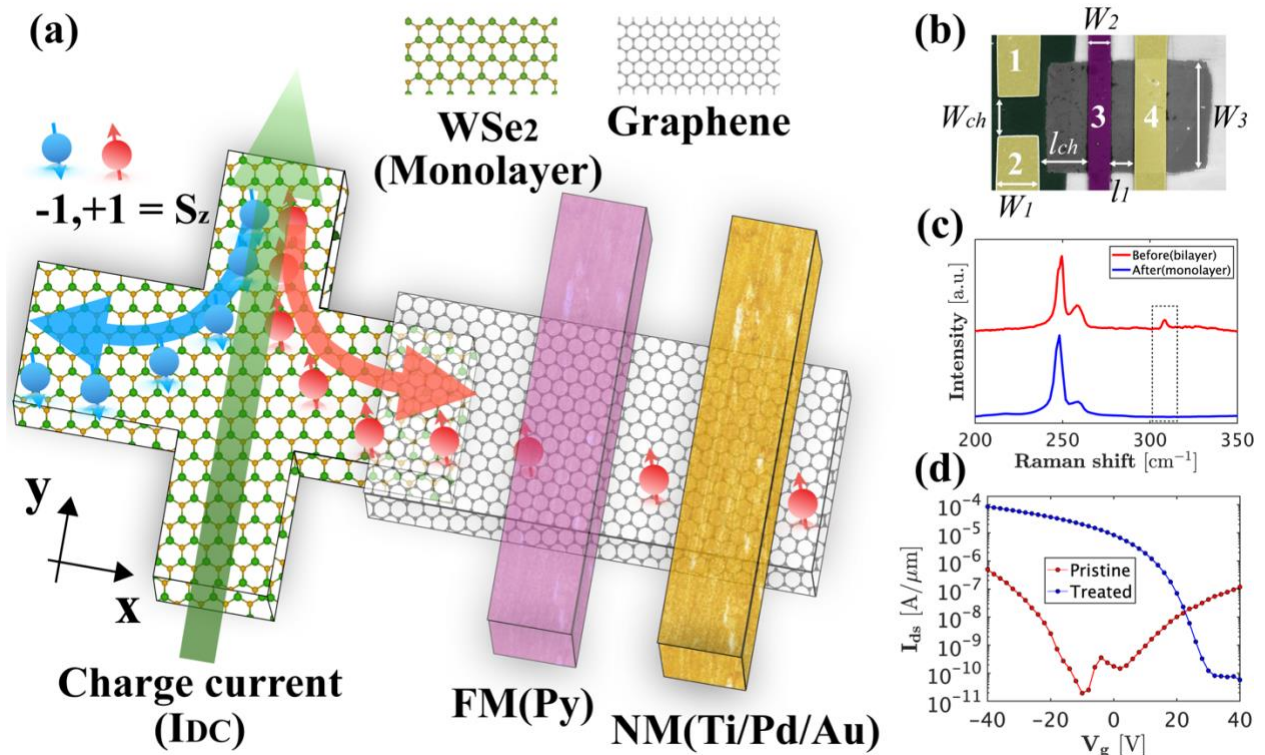 (a)
WSe2
(Monolayer)
Graphene
-1,+1 = Sz
y
x
Charge current
(IDC)
FM(Py)
NM(Ti/Pd/Au)
(b)
W2
1
Wch
3
4
W3
lch
2
l1
W1
(c)
Before(bilayer)
After(monolayer)
Intensity [a.u.]
200 250 300 350
Raman shift [cm−1]
(d)
10−4
10−5
10−6
10−7
10−8
10−9
10−10
10−11
Ids [A/μm]
Pristine
Treated
−40 −20 0 20 40
Vg [V]